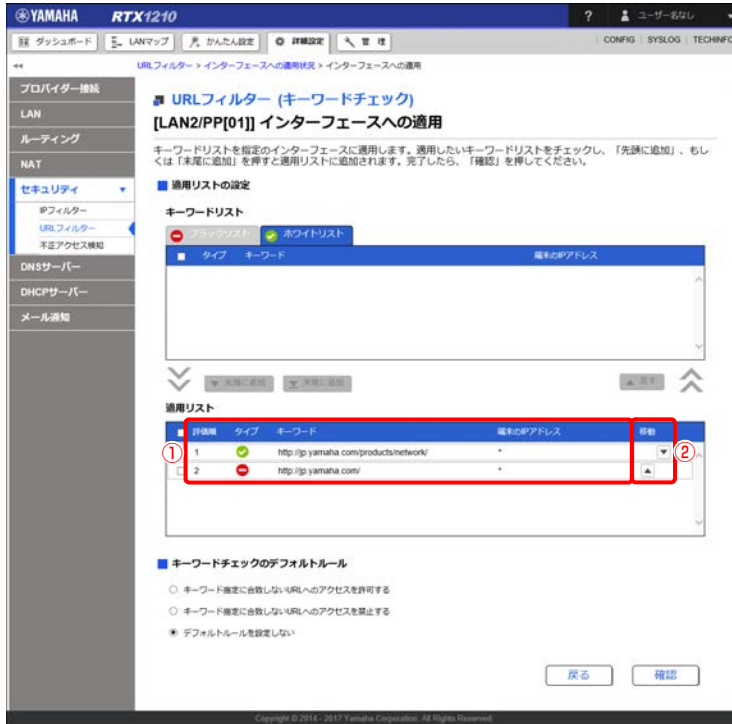 YAMAHA RTX1210 ? ユーザー名なし
ダッシュボード LANマップ かんたん設定 詳細設定 管理 CONFIG SYSLOG TECHINFO
URLフィルター > インターフェースへの適用状況 > インターフェースへの適用
プロバイダー接続
LAN
ルーティング
NAT
セキュリティ
IPフィルター
URLフィルター
不正アクセス検知
DNSサーバー
DHCPサーバー
メール通知
URLフィルター (キーワードチェック)
[LAN2/PP[01]] インターフェースへの適用
キーワードリストを指定のインターフェースに適用します。適用したいキーワードリストをチェックし、「先頭に追加」、もし
くは「末尾に追加」を押すと適用リストに追加されます。完了したら、「確認」を押してください。
適用リストの設定
キーワードリスト
ブラックリスト ホワイトリスト
タイプ キーワード 端末のIPアドレス
先頭に追加 末尾に追加 戻す
適用リスト
評価順 タイプ キーワード 端末のIPアドレス 移動
① 1 http://jp.yamaha.com/products/network/ * ②
2 http://jp.yamaha.com/ *
キーワードチェックのデフォルトルール
キーワード指定に合致しないURLへのアクセスを許可する
キーワード指定に合致しないURLへのアクセスを禁止する
デフォルトルールを設定しない
戻る 確認
Copyright © 2014 - 2017 Yamaha Corporation. All Rights Reserved.